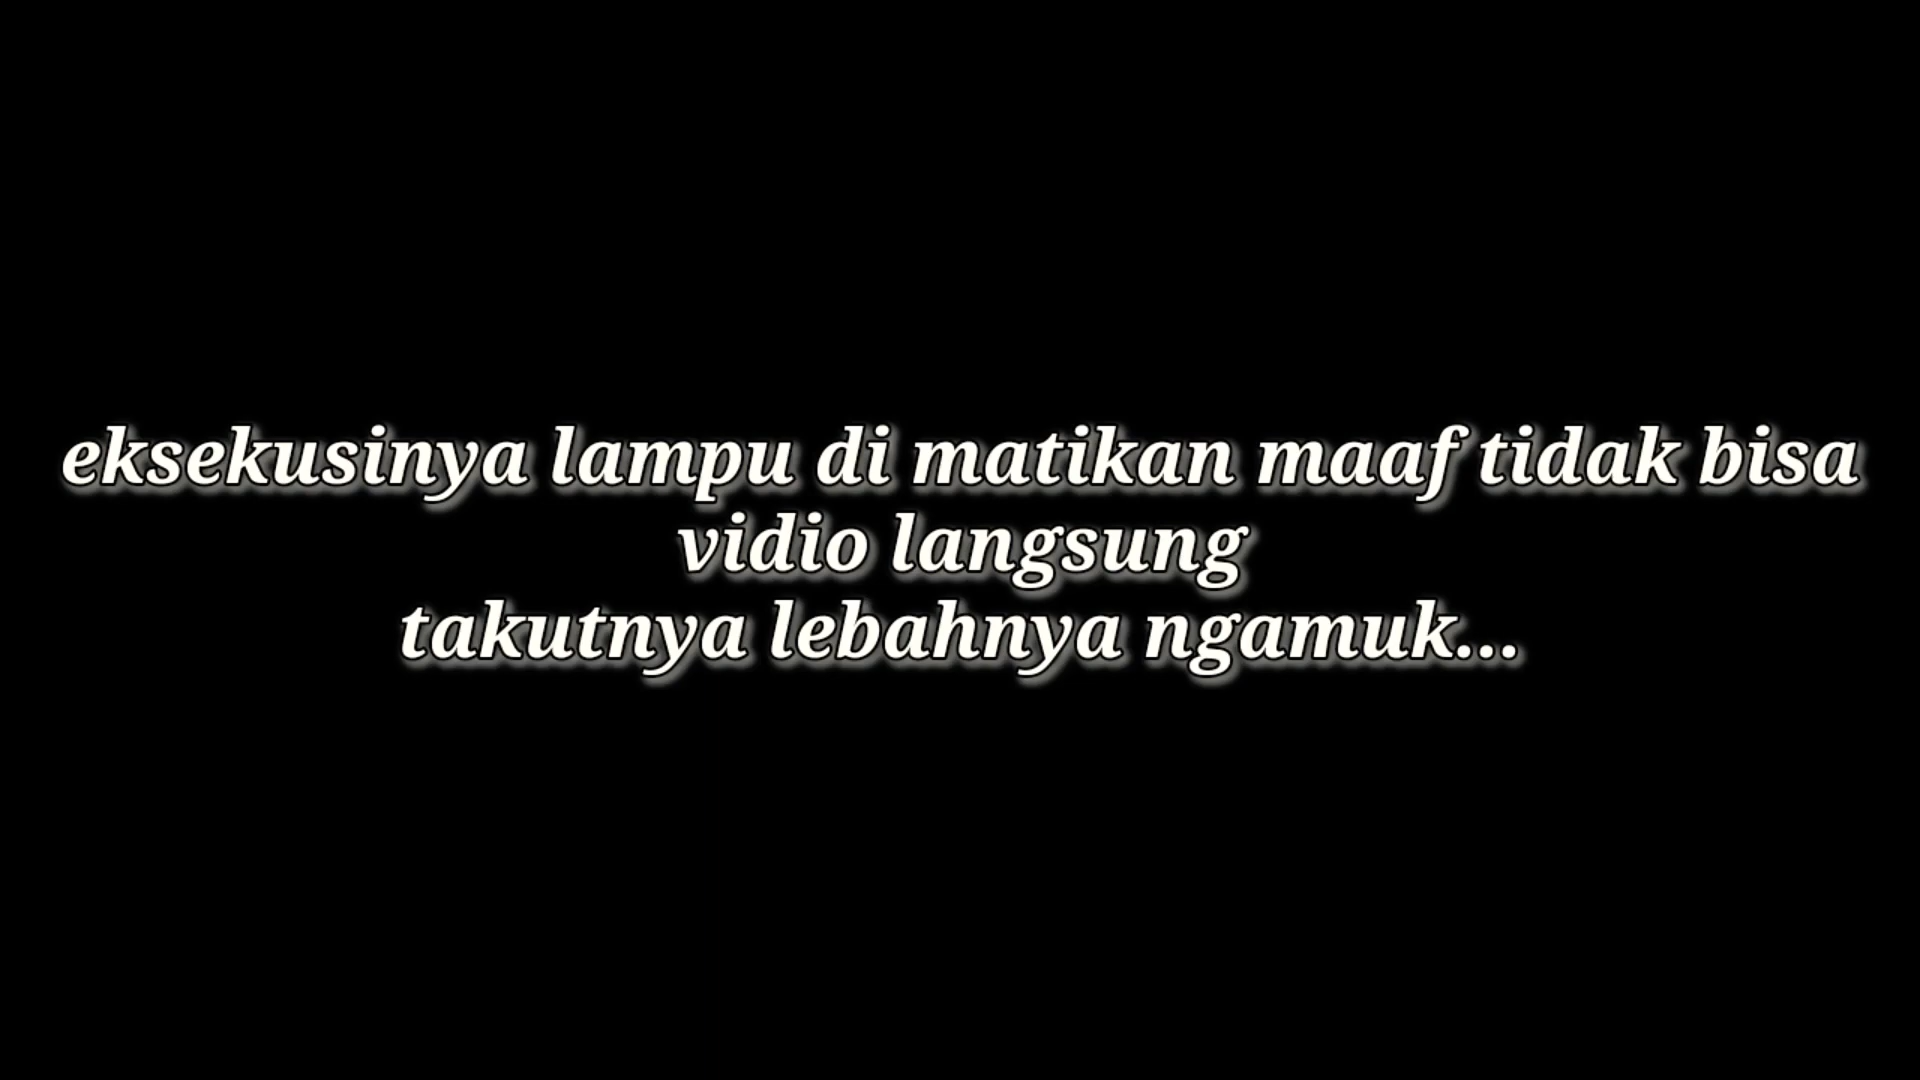 eksekusinya lampu di matikan maaf tidak bisa
vidio langsung
takutnya lebahnya ngamuk...